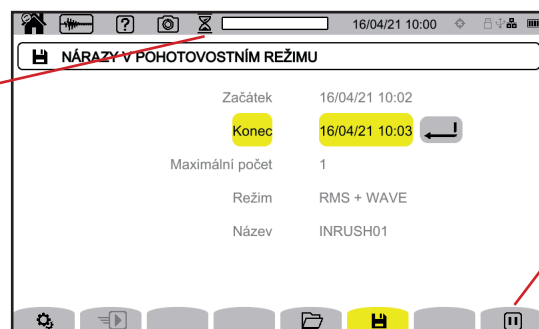 16/04/21 10:00
NÁRAZY V POHOTOVOSTNÍM REŽIMU
Začátek 16/04/21 10:02
Konec 16/04/21 10:03
Maximální počet 1
Režim RMS + WAVE
Název INRUSH01